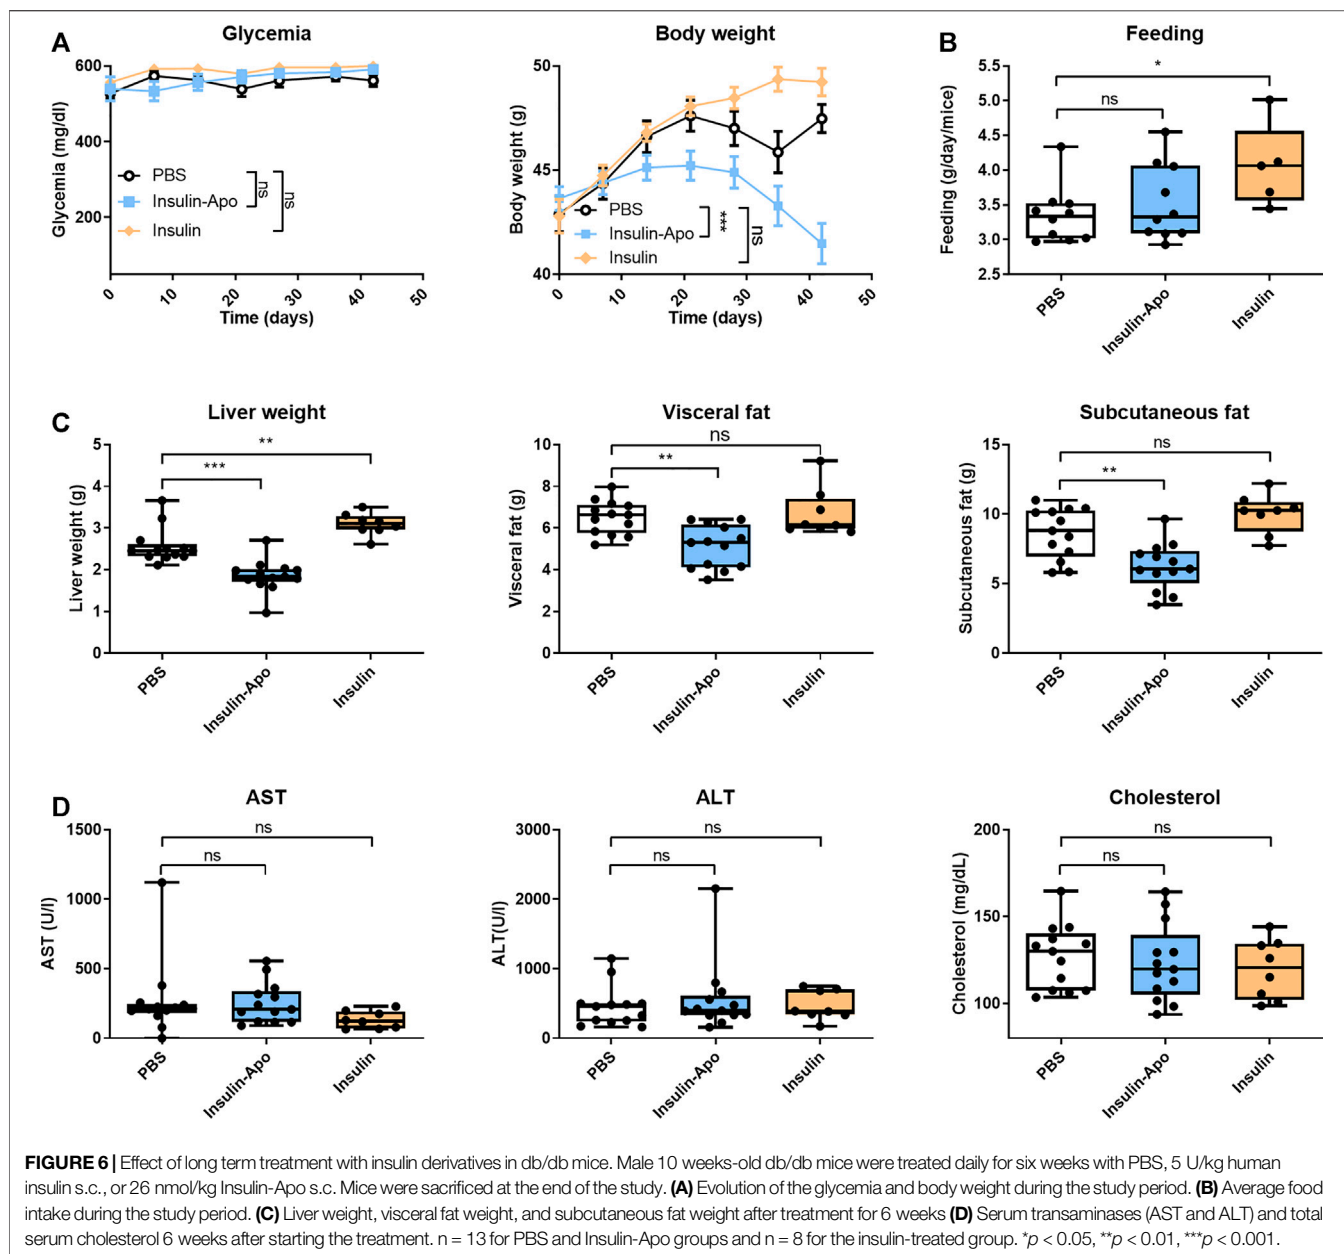 A
Glycemia
Glycemia (mg/dl)
600
400
200
0
10
20
30
40
50
Time (days)
PBS
Insulin-Apo
Insulin
ns
ns
Body weight
Body weight (g)
50
45
40
0
10
20
30
40
50
Time (days)
PBS
Insulin-Apo
Insulin
***
ns
B
Feeding
Feeding (g/day/mice)
5.5
5.0
4.5
4.0
3.5
3.0
2.5
*
ns
PBS
Insulin-Apo
Insulin
C
Liver weight
Liver weight (g)
5
4
3
2
1
0
**
***
PBS
Insulin-Apo
Insulin
Visceral fat
Visceral fat (g)
10
8
6
4
2
0
ns
**
PBS
Insulin-Apo
Insulin
Subcutaneous fat
Subcutaneous fat (g)
15
10
5
0
ns
**
PBS
Insulin-Apo
Insulin
D
AST
AST (U/l)
1500
1000
500
0
ns
ns
PBS
Insulin-Apo
Insulin
ALT
ALT(U/l)
3000
2000
1000
0
ns
ns
PBS
Insulin-Apo
Insulin
Cholesterol
Cholesterol (mg/dL)
200
150
100
ns
ns
PBS
Insulin-Apo
Insulin
FIGURE 6 | Effect of long term treatment with insulin derivatives in db/db mice. Male 10 weeks-old db/db mice were treated daily for six weeks with PBS, 5 U/kg human
insulin s.c., or 26 nmol/kg Insulin-Apo s.c. Mice were sacrificed at the end of the study. (A) Evolution of the glycemia and body weight during the study period. (B) Average food
intake during the study period. (C) Liver weight, visceral fat weight, and subcutaneous fat weight after treatment for 6 weeks (D) Serum transaminases (AST and ALT) and total
serum cholesterol 6 weeks after starting the treatment. n = 13 for PBS and Insulin-Apo groups and n = 8 for the insulin-treated group. *p < 0.05, **p < 0.01, ***p < 0.001.